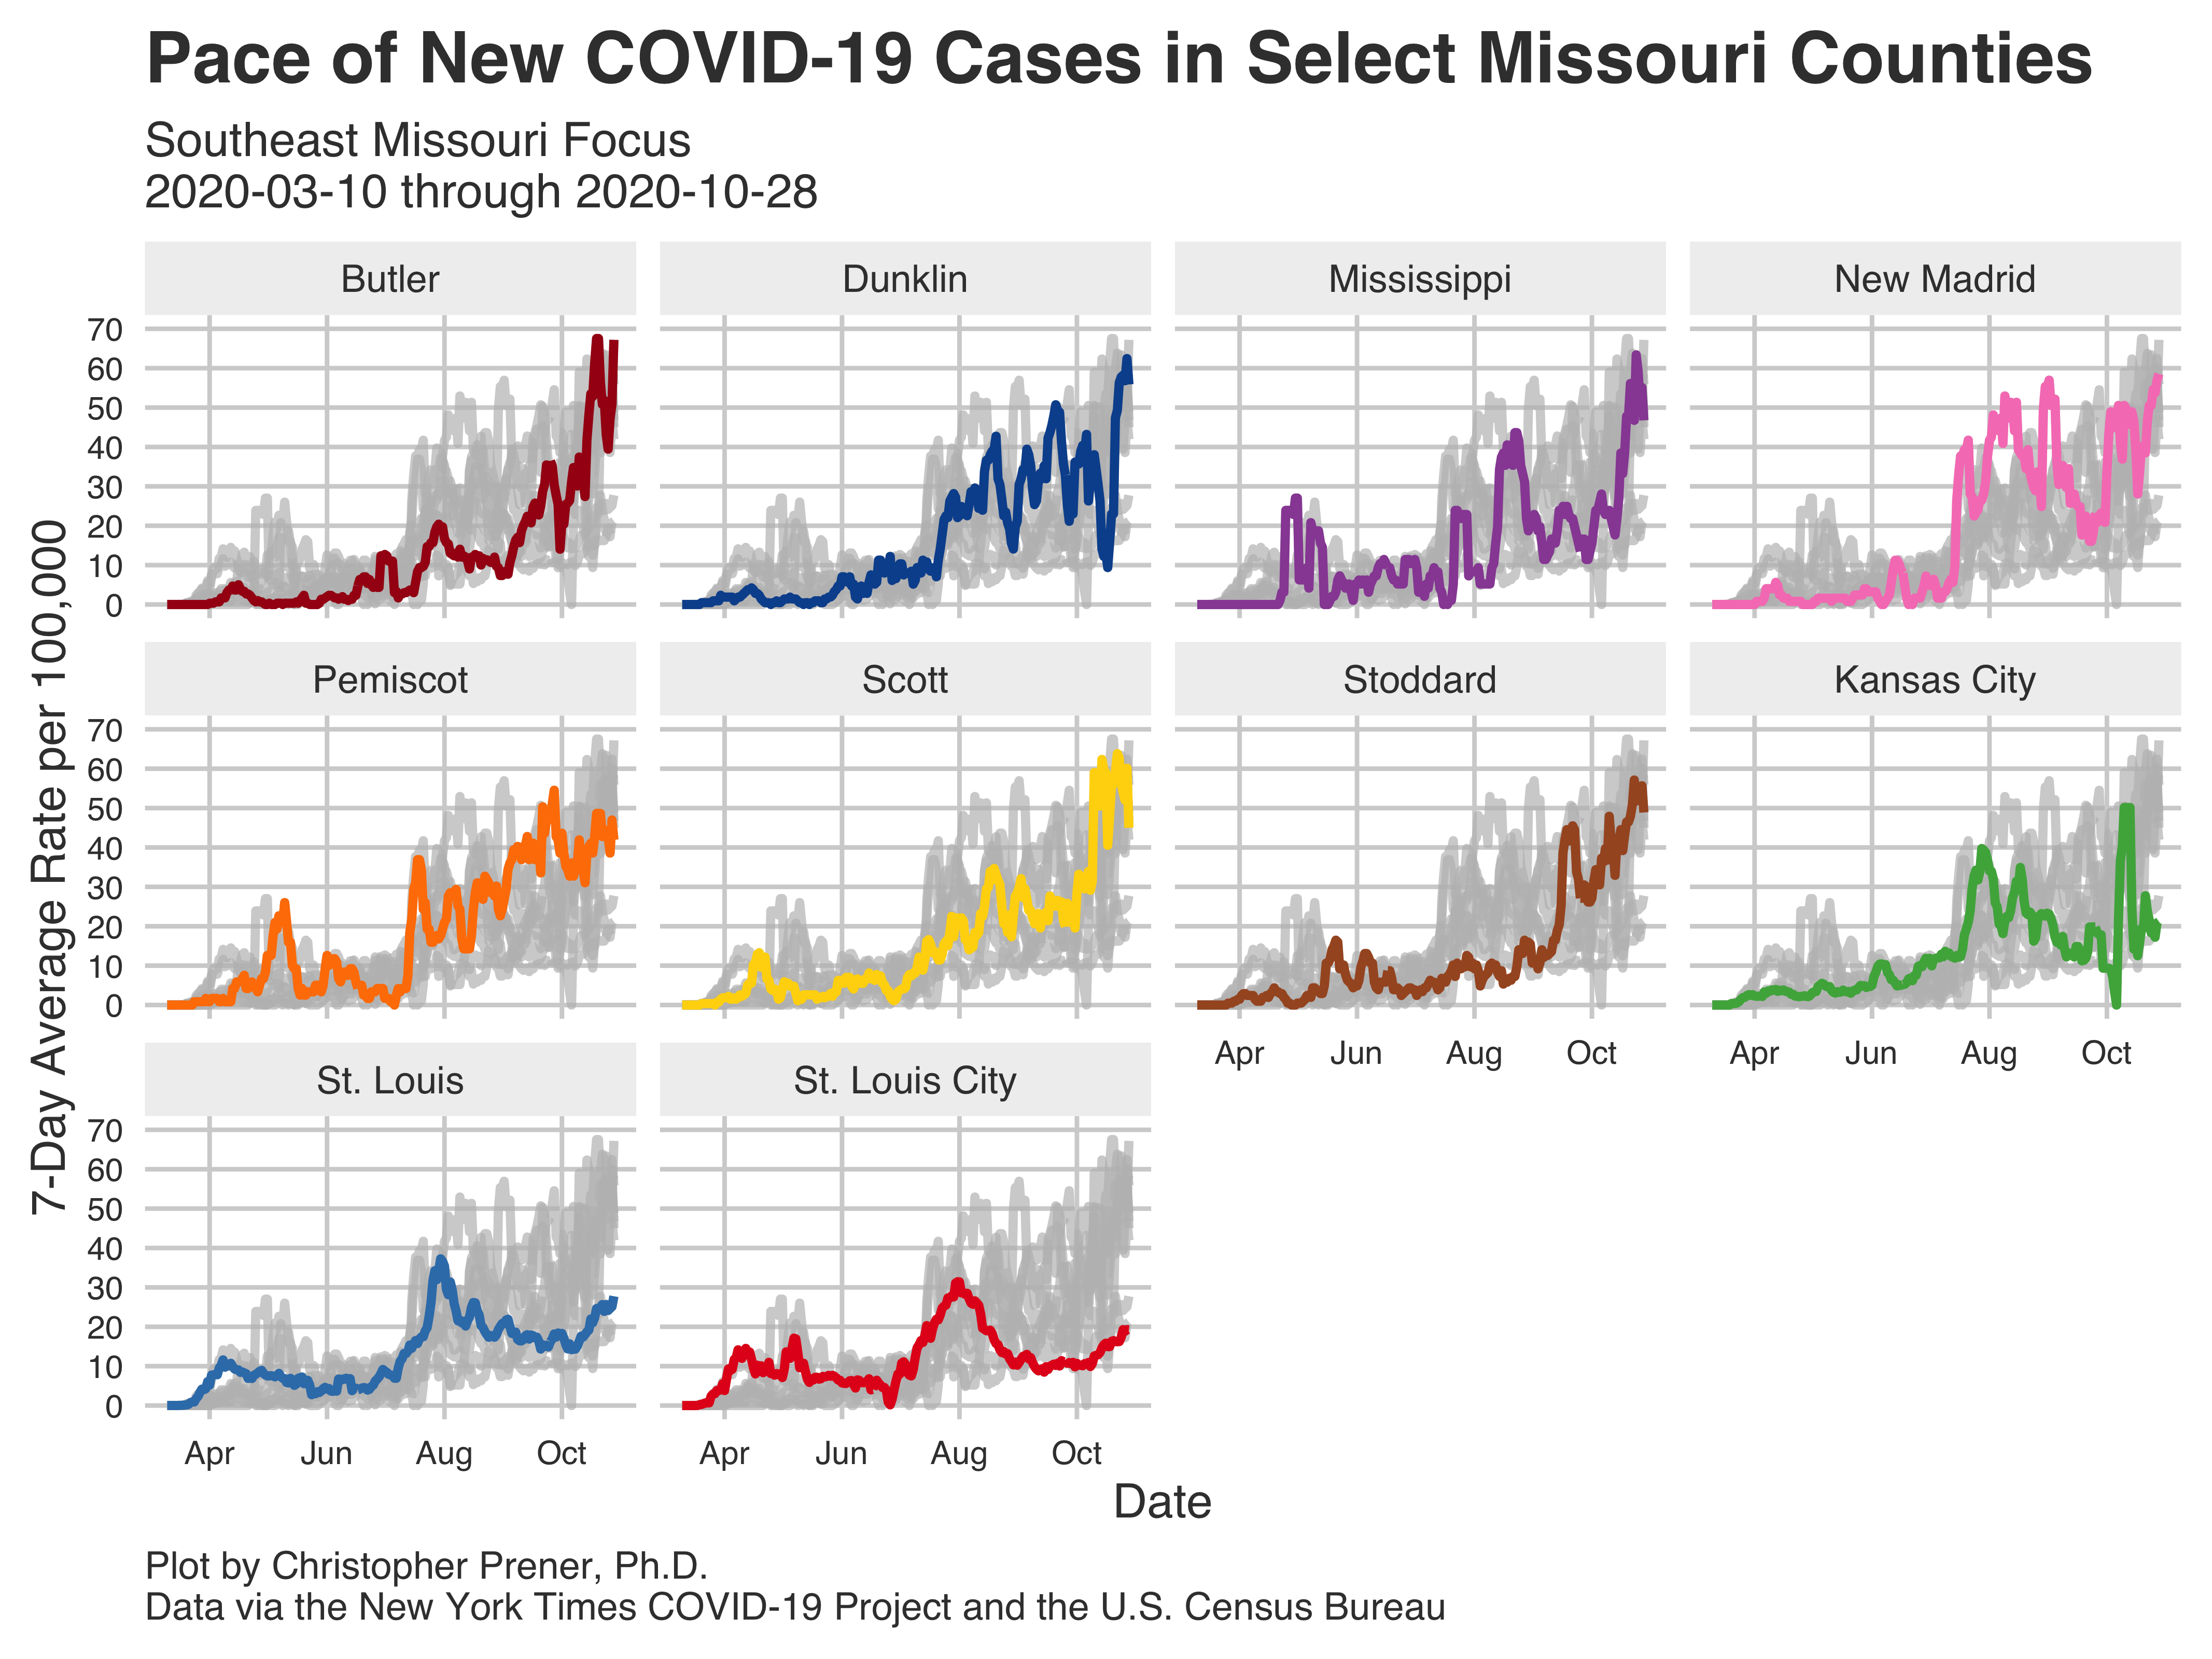 Pace of New COVID-19 Cases in Select Missouri Counties
Southeast Missouri Focus
2020-03-10 through 2020-10-28
7-Day Average Rate per 100,000
Butler
Dunklin
Mississippi
New Madrid
70
60
50
40
30
20
10
0
Pemiscot
Scott
Stoddard
Kansas City
70
60
50
40
30
20
10
0
Apr Jun Aug Oct
Apr Jun Aug Oct
St. Louis
St. Louis City
70
60
50
40
30
20
10
0
Apr Jun Aug Oct
Apr Jun Aug Oct
Date
Plot by Christopher Prener, Ph.D.
Data via the New York Times COVID-19 Project and the U.S. Census Bureau